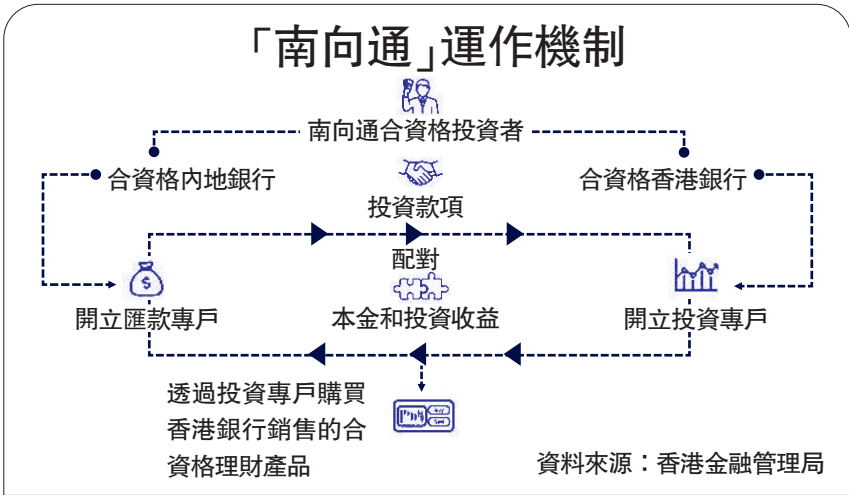 「南向通」運作機制
南向通合資格投資者
合資格內地銀行
合資格香港銀行
投資款項
配對
開立匯款專戶
本金和投資收益
開立投資專戶
透過投資專戶購買
香港銀行銷售的合
資格理財產品
資料來源：香港金融管理局